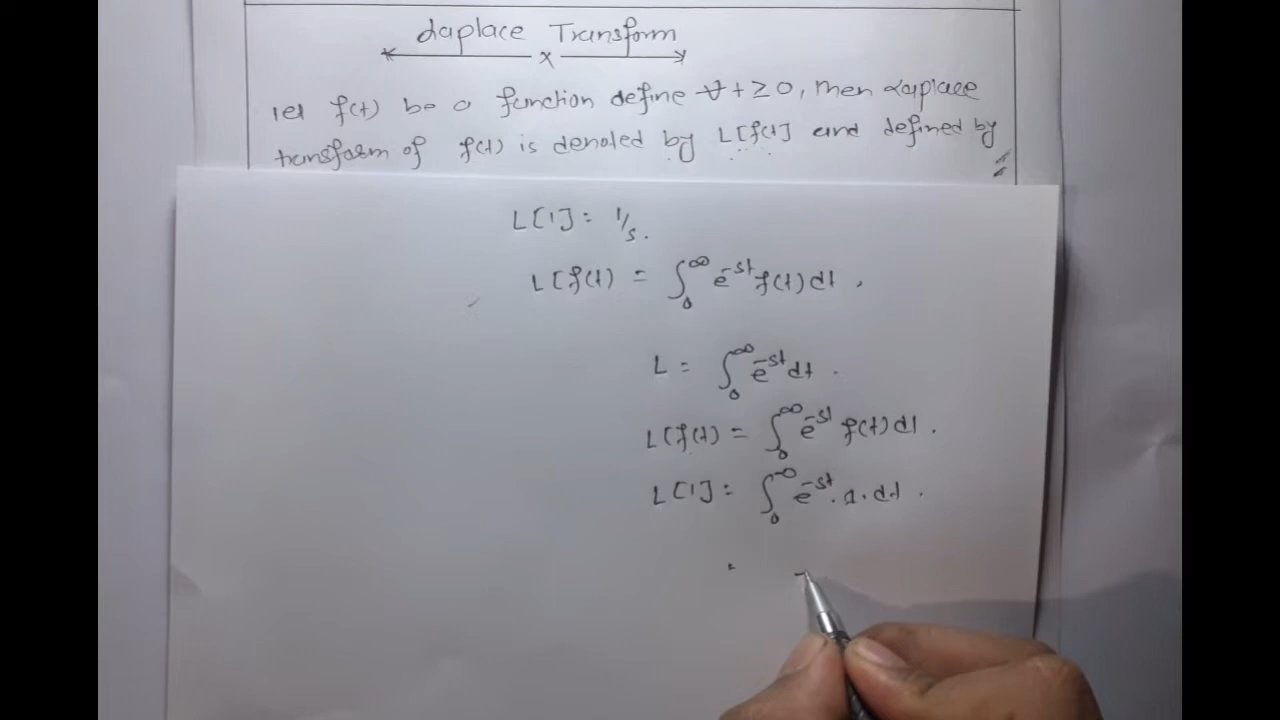 Laplace Transform
x
let f(t) be a function define ∀ t ≥ 0, then Laplace
transform of f(t) is denoted by L[f(t)] and defined by
L[1] = 1/s.
L[f(t) = ∫₀^∞ e^-st f(t) dt,
L = ∫₀^∞ e^-st dt.
L[f(t) = ∫₀^∞ e^-st f(t) dt.
L[1] = ∫₀^∞ e^-st . 1 . dt.